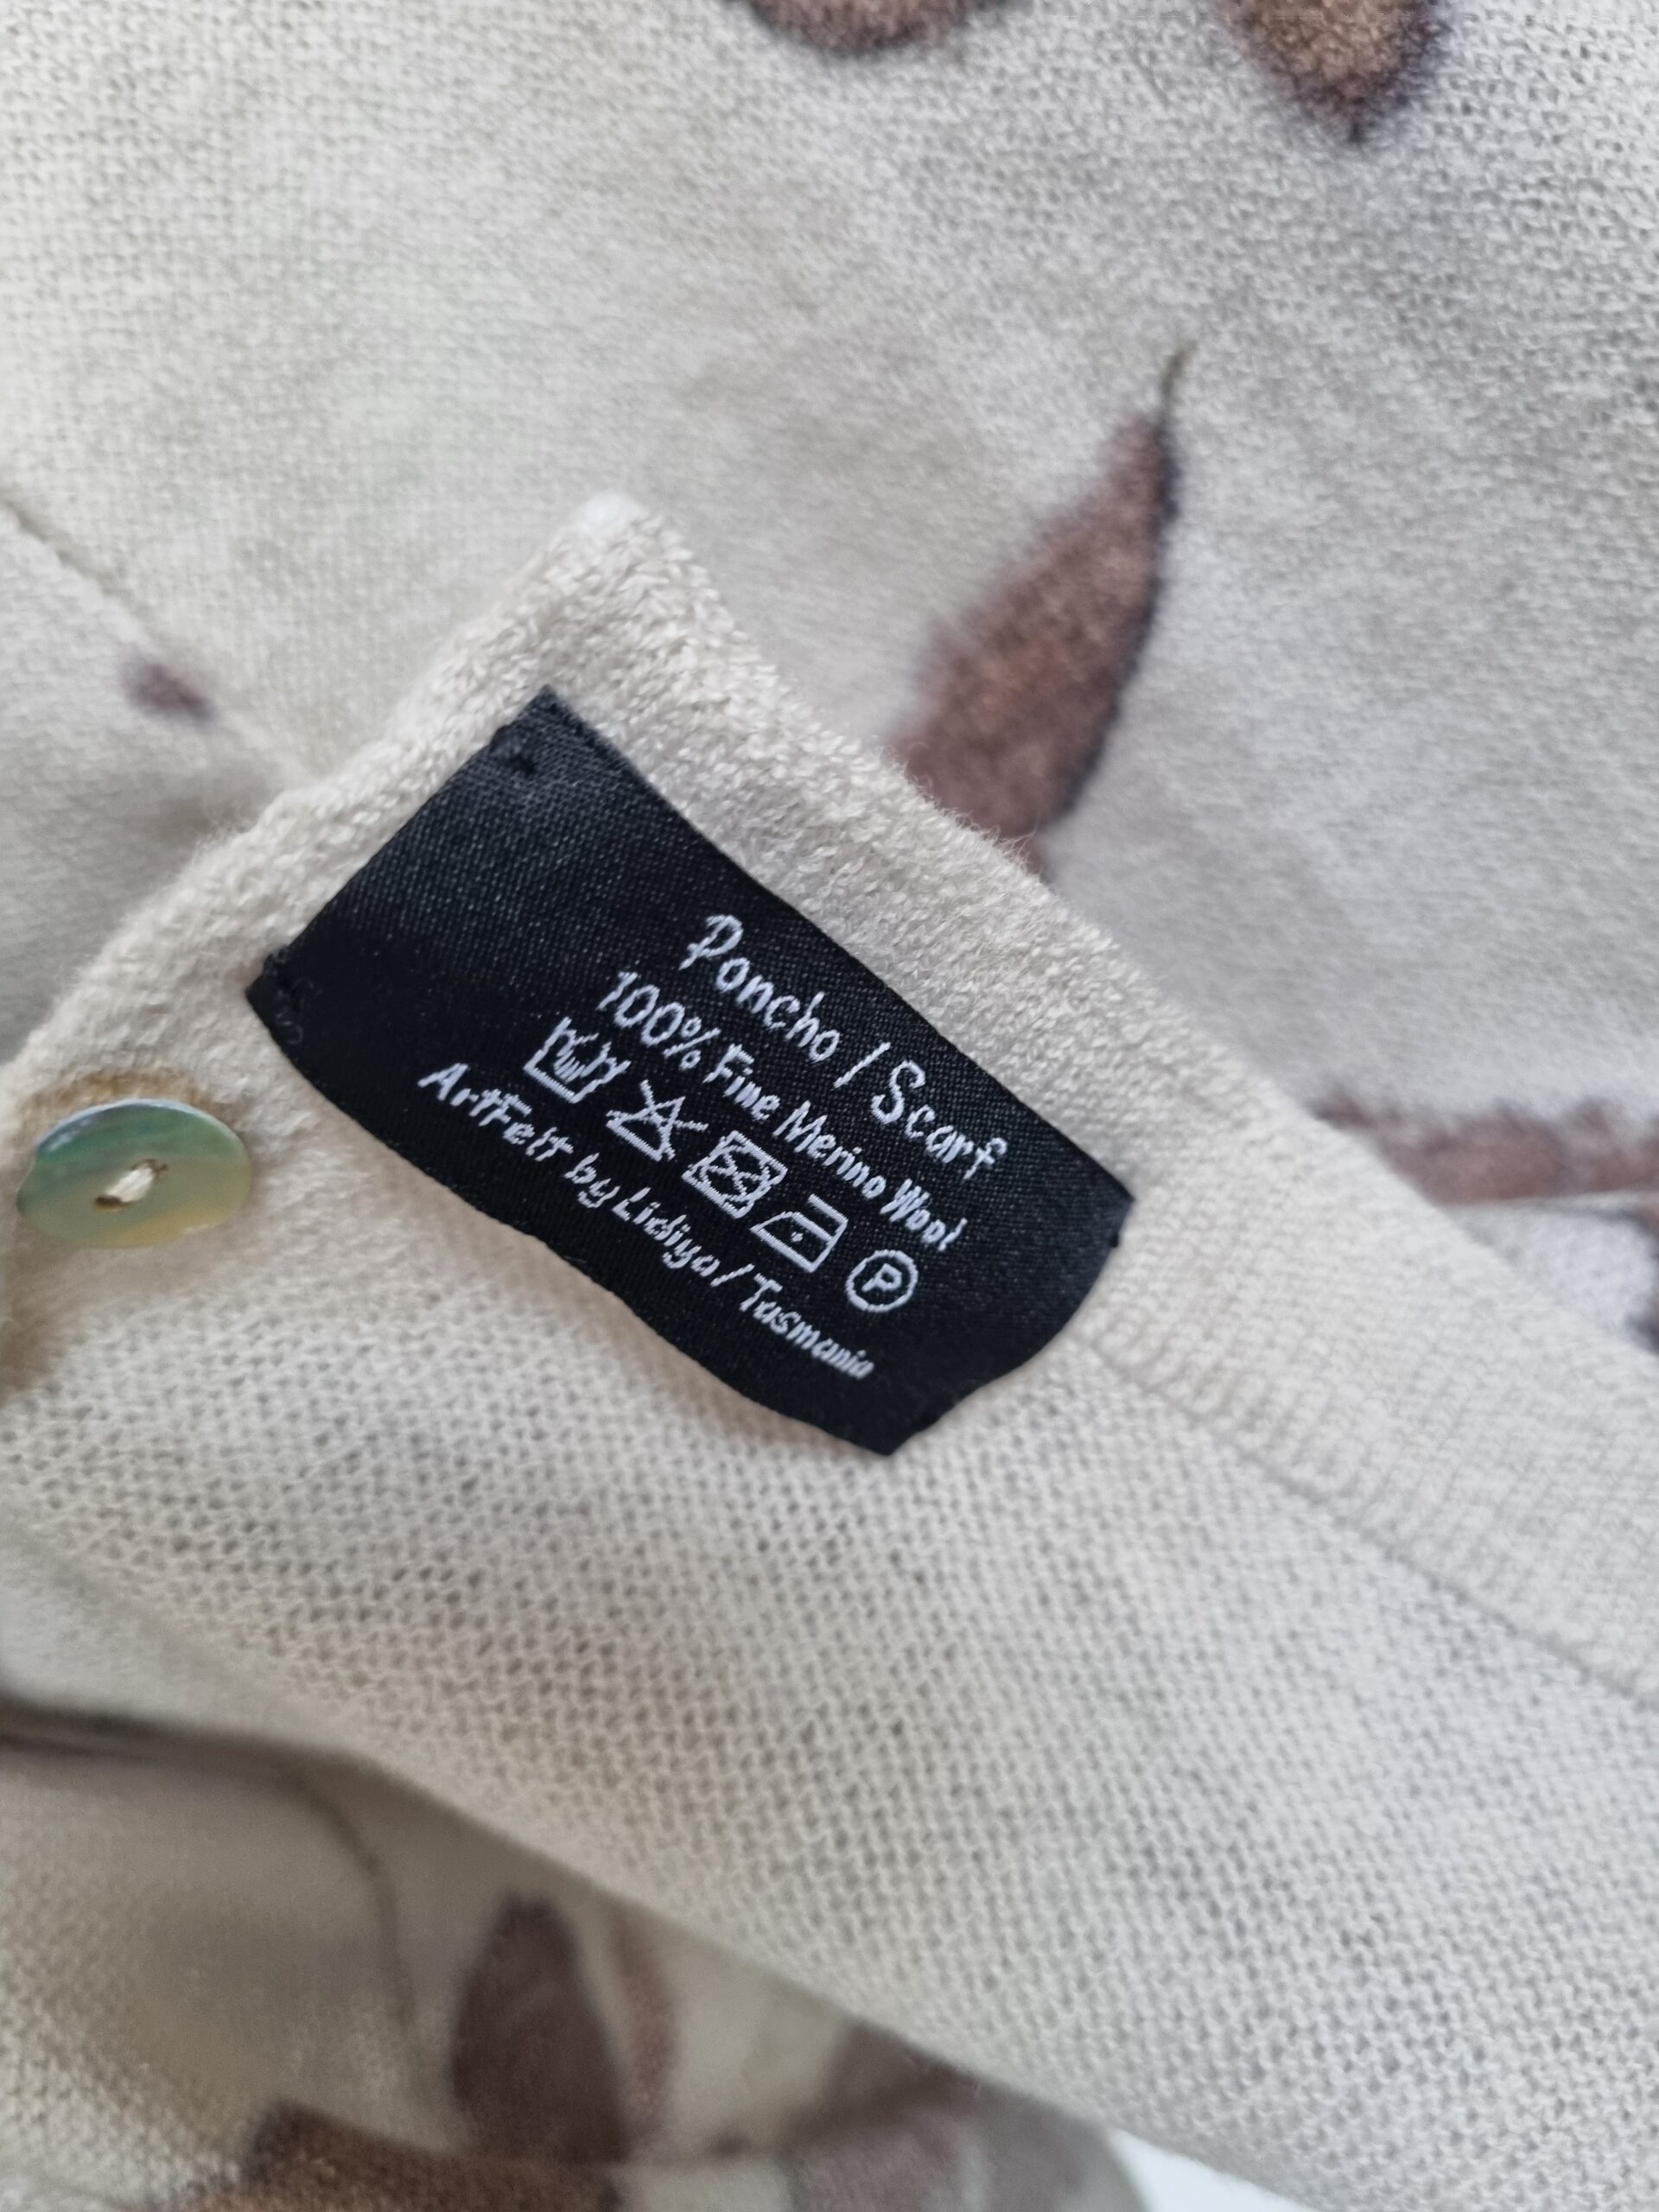 Poncho / Scarf
100% Fine Merino Wool
P
ArtFelt by Lidiya / Tasmania